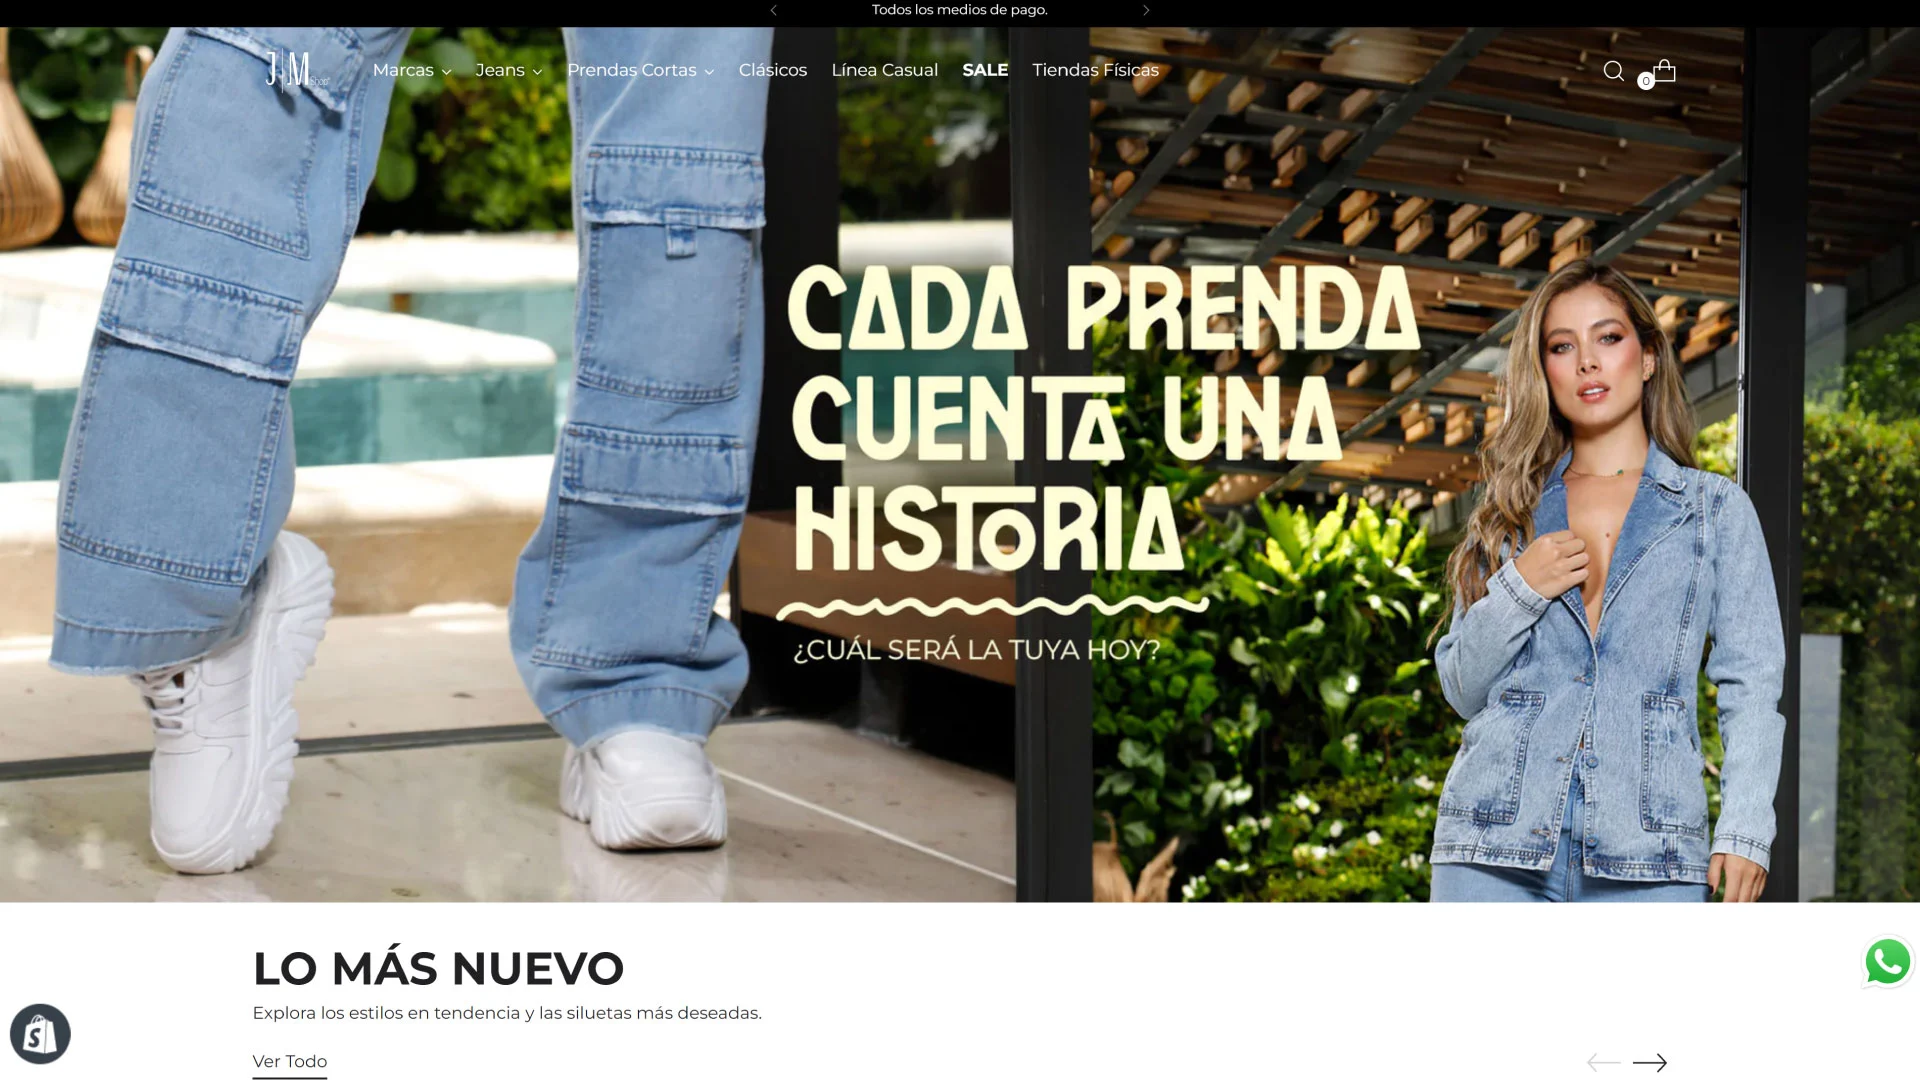 Todos los medios de pago.
J|M Shop
Marcas Jeans Prendas Cortas Clásicos Línea Casual SALE Tiendas Físicas
0
CADA PRENDA
CUENTA UNA
HISTORIA
¿CUÁL SERÁ LA TUYA HOY?
LO MÁS NUEVO
Explora los estilos en tendencia y las siluetas más deseadas.
Ver Todo